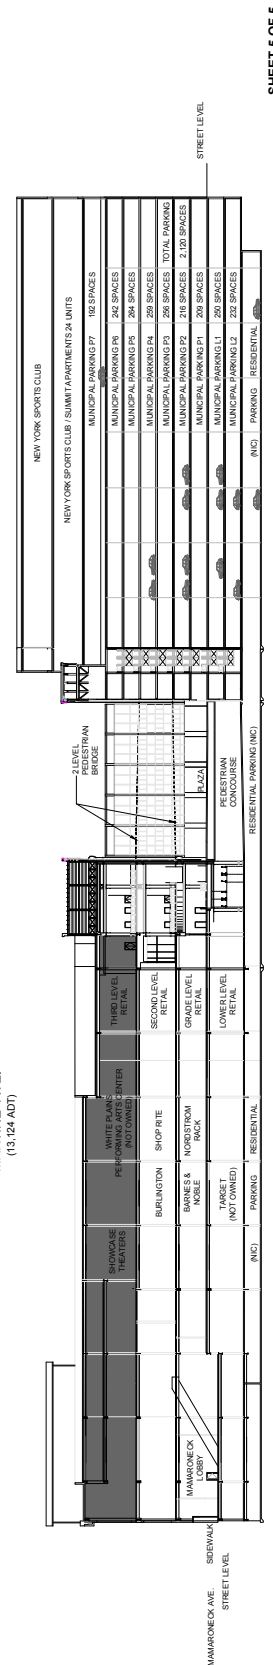 SHEET 5 OF 5
(13,124 ADT)
NEW YORK SPORTS CLUB
NEW YORK SPORTS CLUB / SUMMIT APARTMENTS 24 UNITS
MUNICIPAL PARKING P7 192 SPACES
MUNICIPAL PARKING P6 242 SPACES
MUNICIPAL PARKING P5 264 SPACES
MUNICIPAL PARKING P4 259 SPACES
MUNICIPAL PARKING P3 256 SPACES TOTAL PARKING
MUNICIPAL PARKING P2 216 SPACES 2,120 SPACES
MUNICIPAL PARKING P1 209 SPACES
MUNICIPAL PARKING L1 250 SPACES
MUNICIPAL PARKING L2 232 SPACES
(NIC) PARKING RESIDENTIAL
STREET LEVEL
2 LEVEL
PEDESTRIAN
BRIDGE
PLAZA
PEDESTRIAN
CONCOURSE
RESIDENTIAL PARKING (NIC)
SHOWCASE
THEATERS
WHITE PLAINS
PERFORMING ARTS CENTER
(NOT OWNED)
THIRD LEVEL
RETAIL
BURLINGTON
SHOP RITE
SECOND LEVEL
RETAIL
MAMARONECK
LOBBY
BARNES &
NOBLE
NORDSTROM
RACK
GRADE LEVEL
RETAIL
TARGET
(NOT OWNED)
LOWER LEVEL
RETAIL
(NIC) PARKING RESIDENTIAL
MAMARONECK AVE. SIDEWALK
STREET LEVEL